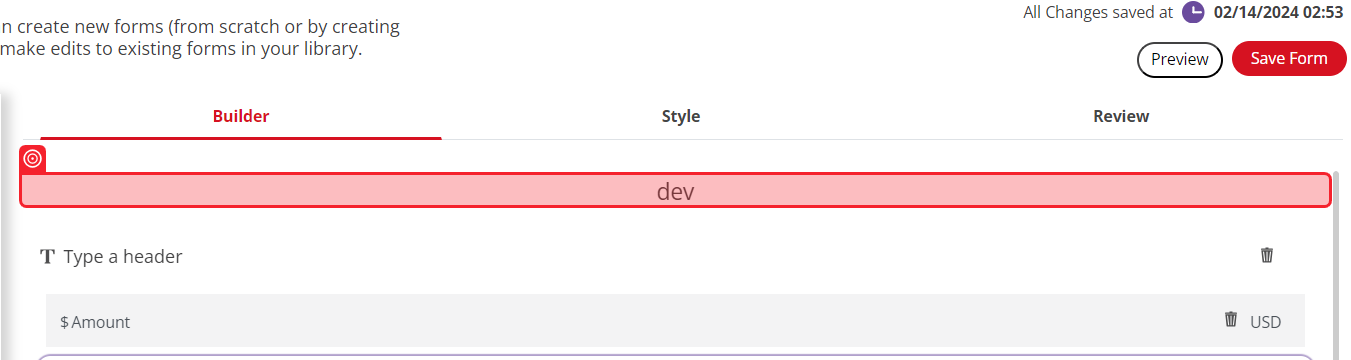 n create new forms (from scratch or by creating
make edits to existing forms in your library.
All Changes saved at 02/14/2024 02:53
Preview
Save Form
Builder
Style
Review
dev
T Type a header
$ Amount
USD